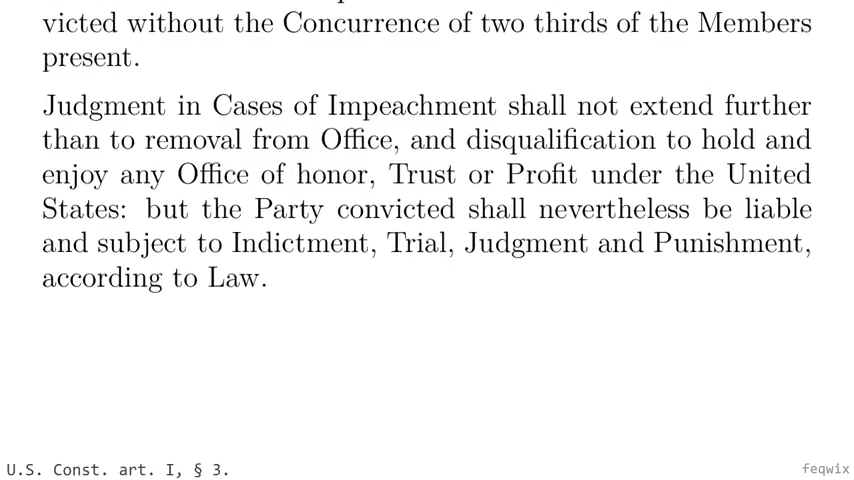 victed without the Concurrence of two thirds of the Members
present.
Judgment in Cases of Impeachment shall not extend further
than to removal from Office, and disqualification to hold and
enjoy any Office of honor, Trust or Profit under the United
States: but the Party convicted shall nevertheless be liable
and subject to Indictment, Trial, Judgment and Punishment,
according to Law.
U.S. Const. art. I, § 3.
feqwix